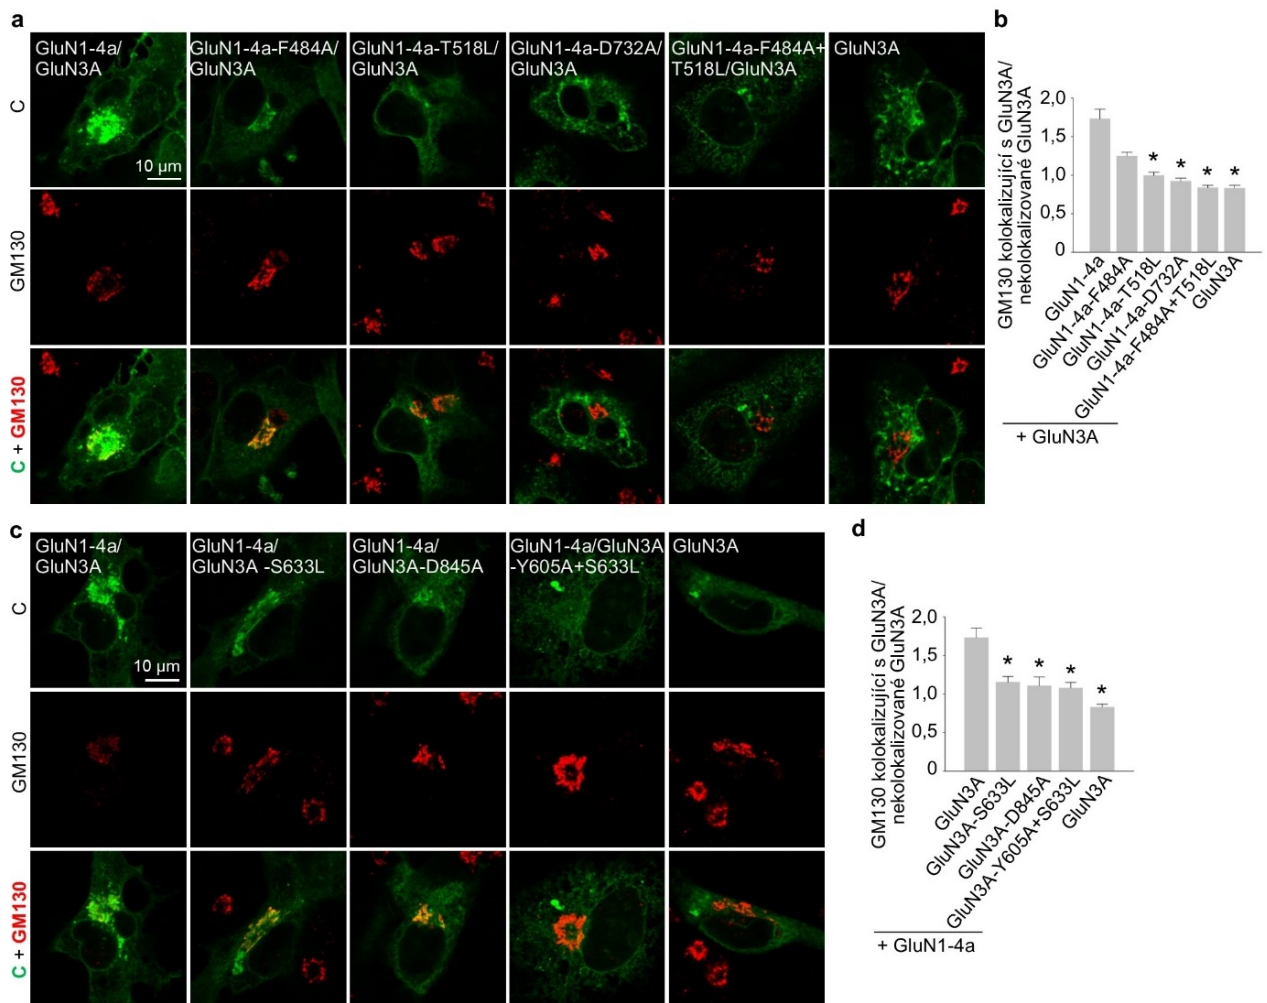 a
GluN1-4a/
GluN3A
GluN1-4a-F484A/
GluN3A
GluN1-4a-T518L/
GluN3A
GluN1-4a-D732A/
GluN3A
GluN1-4a-F484A+
T518L/GluN3A
GluN3A
C
10 µm
GM130
C + GM130
b
GM130 kolokalizující s GluN3A/
nekolokalizované GluN3A
2,0
1,5
1,0
0,5
0
* * * *
GluN1-4a
GluN1-4a-F484A
GluN1-4a-T518L
GluN1-4a-D732A
GluN1-4a-F484A+T518L
GluN3A
+ GluN3A
c
GluN1-4a/
GluN3A
GluN1-4a/
GluN3A -S633L
GluN1-4a/
GluN3A-D845A
GluN1-4a/GluN3A
-Y605A+S633L
GluN3A
C
10 µm
GM130
C + GM130
d
GM130 kolokalizující s GluN3A/
nekolokalizované GluN3A
2,0
1,5
1,0
0,5
0
* * * *
GluN3A
GluN3A-S633L
GluN3A-D845A
GluN3A-Y605A+S633L
GluN3A
+ GluN1-4a